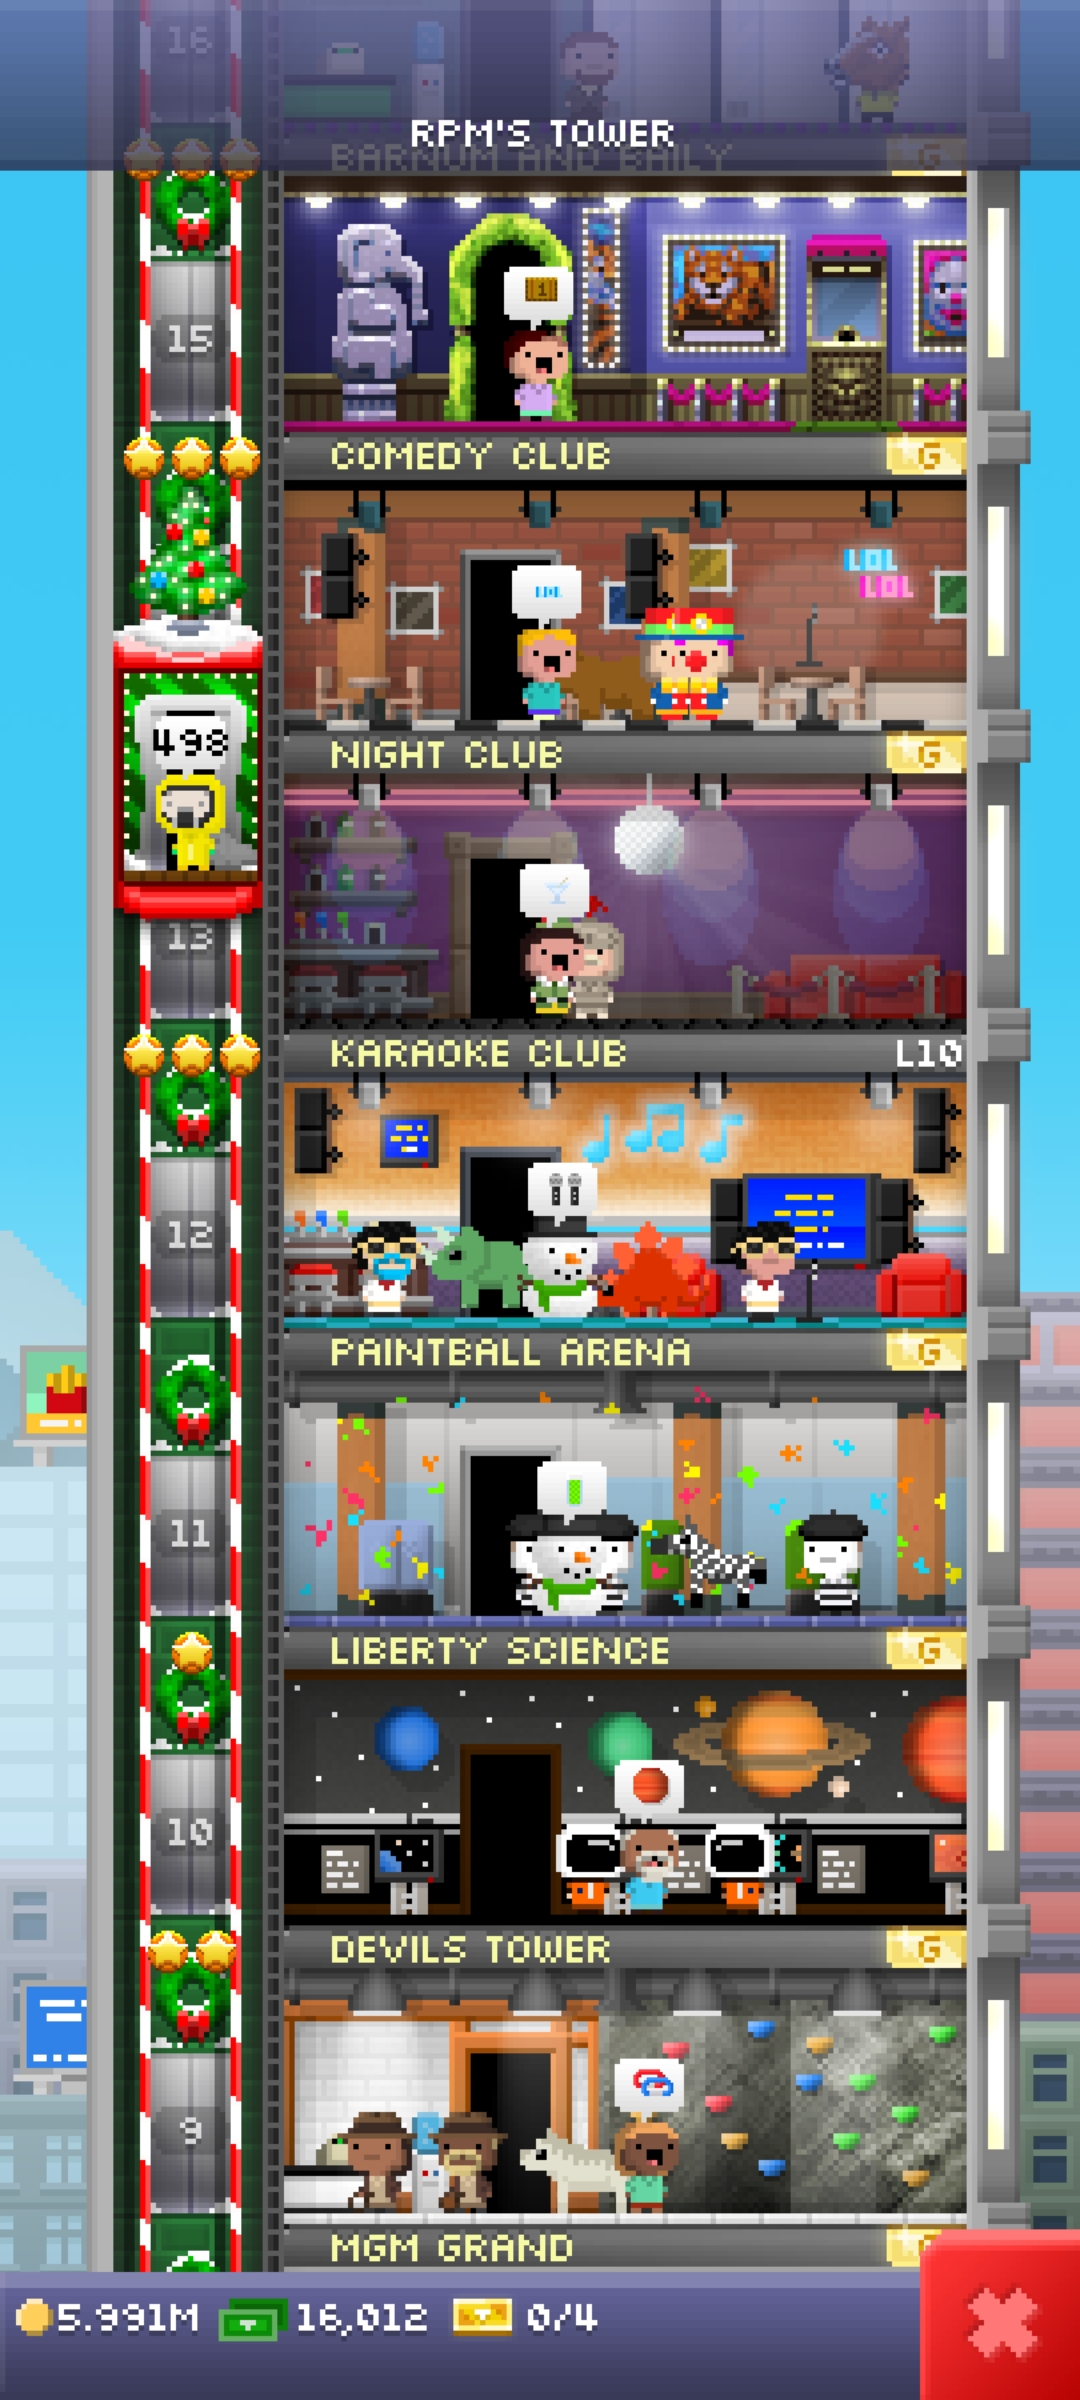 16
RPM'S TOWER
BARNUM AND BAILY
G
1
15
COMEDY CLUB
G
LOL
LOL
LOL
498
NIGHT CLUB
G
13
KARAOKE CLUB
L10
12
PAINTBALL ARENA
G
11
LIBERTY SCIENCE
G
10
DEVILS TOWER
G
9
MGM GRAND
5.991M
16,012
0/4